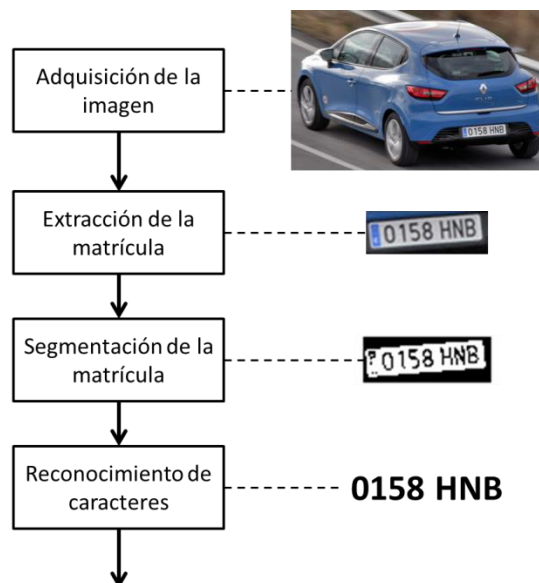 Adquisición de la
imagen
0158 HNB
Extracción de la
matrícula
0158 HNB
Segmentación de la
matrícula
0158 HNB
Reconocimiento de
caracteres
0158 HNB